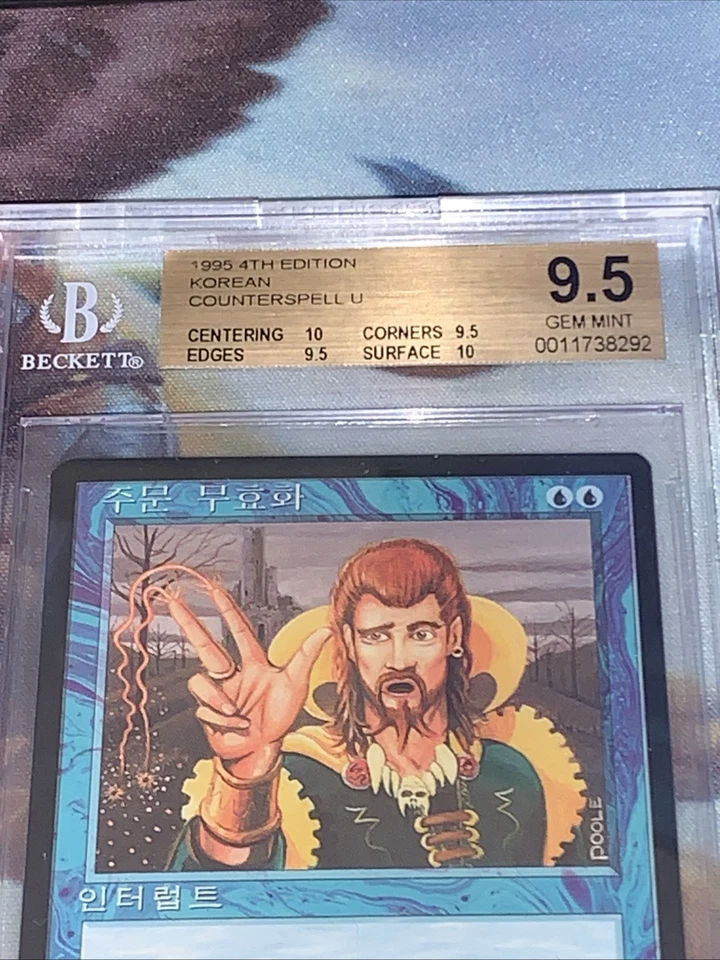 1995 4TH EDITION
KOREAN
COUNTERSPELL U
CENTERING 10 CORNERS 9.5
EDGES 9.5 SURFACE 10
9.5
GEM MINT
0011738292
B
BECKETT®
주문 무효화
POOLE
인터럽트